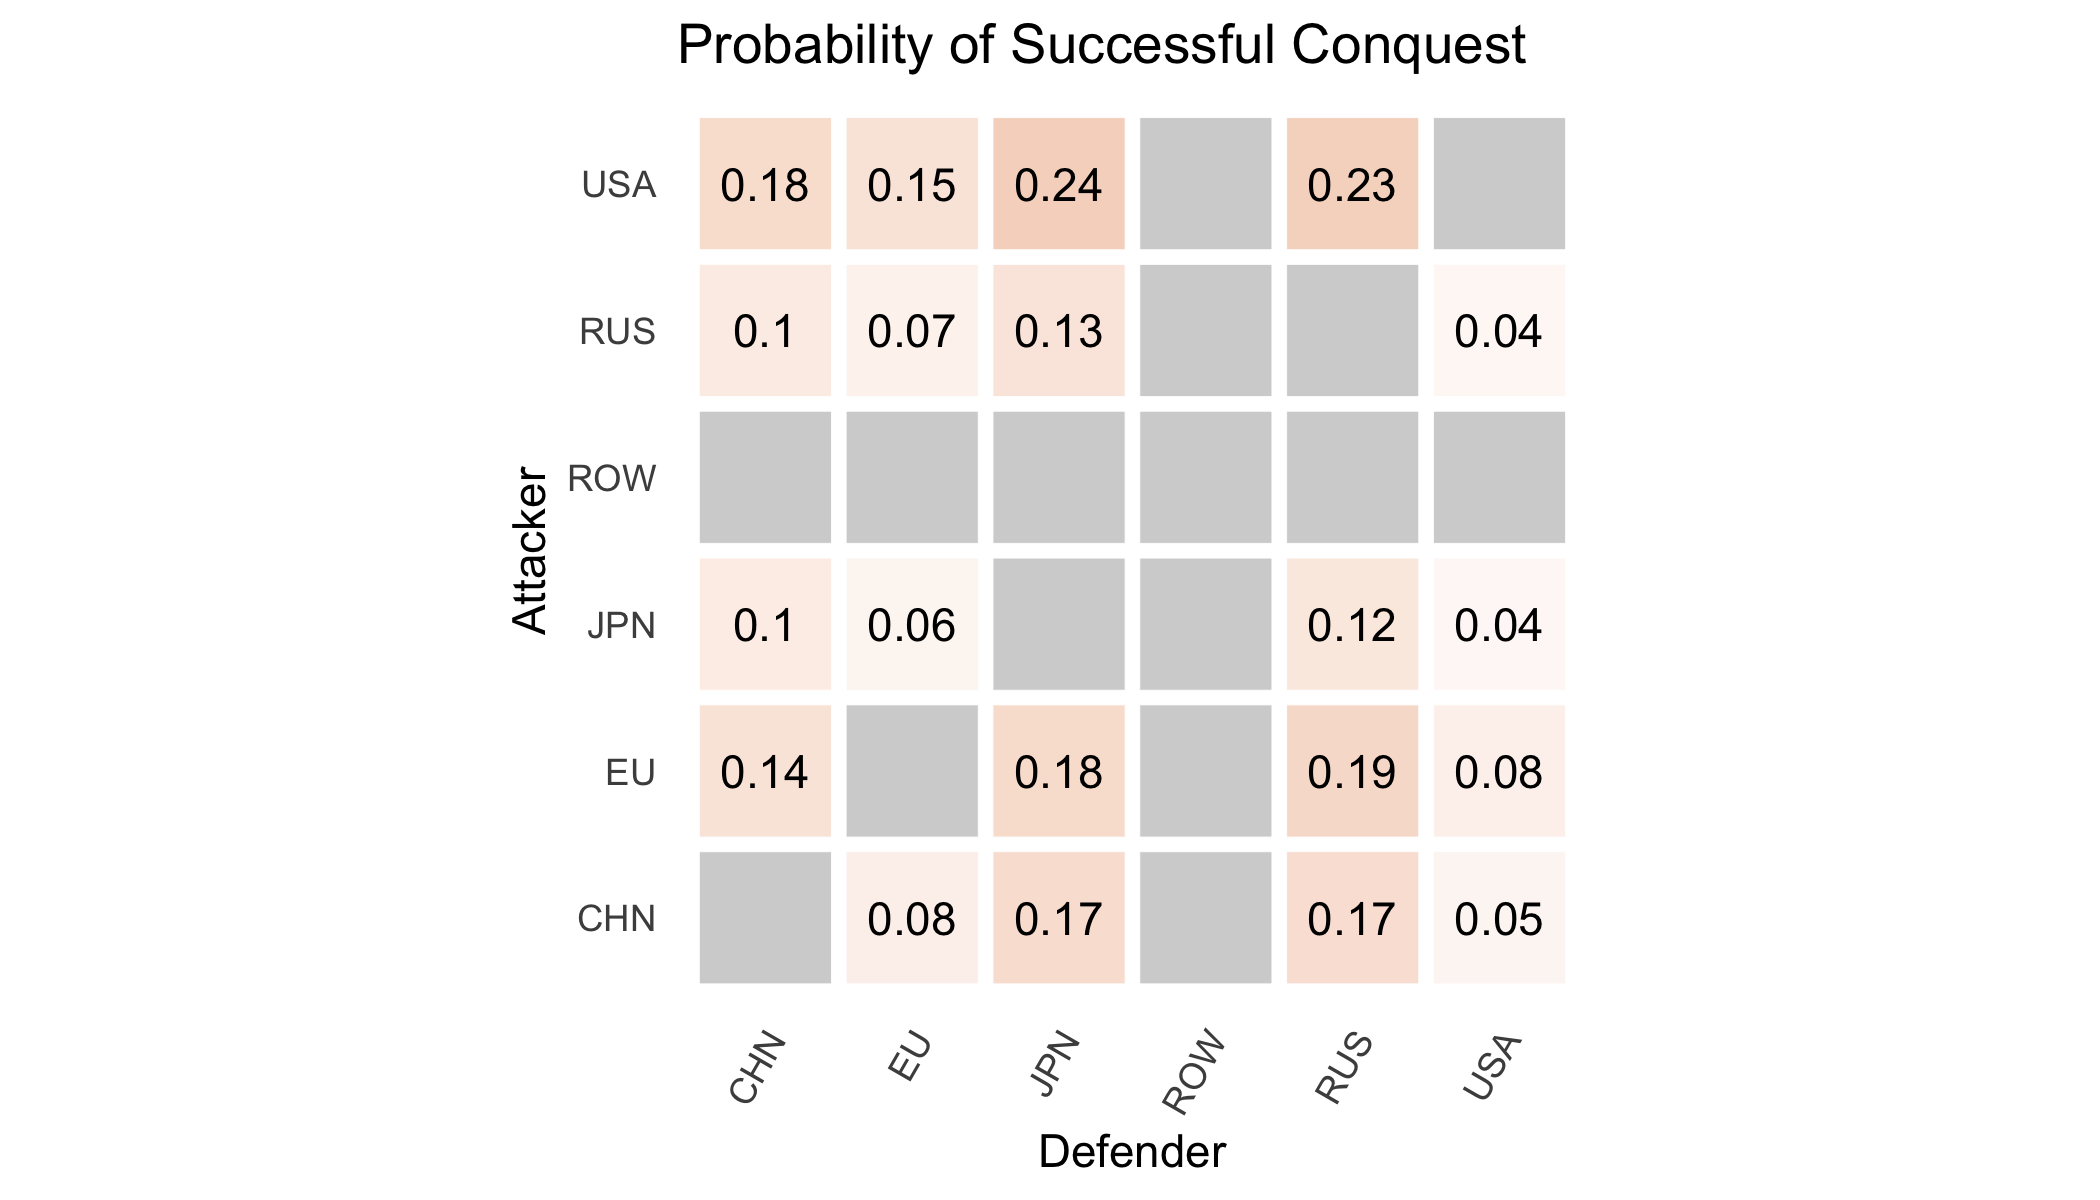 Probability of Successful Conquest
USA 0.18 0.15 0.24 0.23
RUS 0.1 0.07 0.13 0.04
ROW
JPN 0.1 0.06 0.12 0.04
EU 0.14 0.18 0.19 0.08
CHN 0.08 0.17 0.17 0.05
Attacker
CHN EU JPN ROW RUS USA
Defender